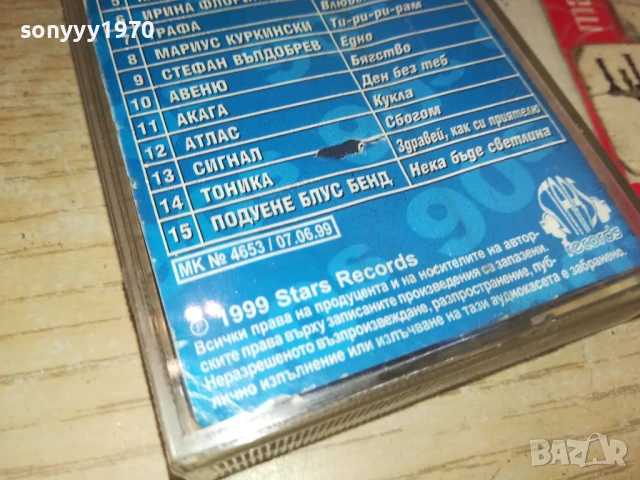 sonyyy1970
6 ИРИНА ФЛОРИН
7 ГРАФА Ти-ри-ри-рам
8 МАРИУС КУРКИНСКИ Едно
9 СТЕФАН ВЪЛДОБРЕВ Бягство
10 АВЕНЮ Ден без теб
11 АКАГА Кукла
12 АТЛАС Сбогом
13 СИГНАЛ Здравей, как си приятелю
14 ТОНИКА Нека бъде светлина
15 ПОДУЕНЕ БЛУС БЕНД
МК № 4653 / 07.06.99
℗ 1999 Stars Records
Всички права на продуцента и на носителите на автор-
ските права върху записаните произведения са запазени.
Неразрешеното възпроизвеждане, разпространение, пуб-
лично изпълнение или излъчване на тази аудиокасета е забранено.
STARS
records
BAZAR